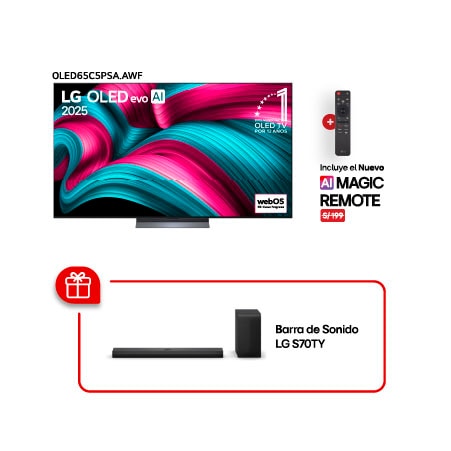 OLED65C5PSA.AWF
LG OLED evo AI
2025
1
OLED TV
POR 12 AÑOS
webOS
Incluye el Nuevo
AI MAGIC
REMOTE
S/ 199
Barra de Sonido
LG S70TY